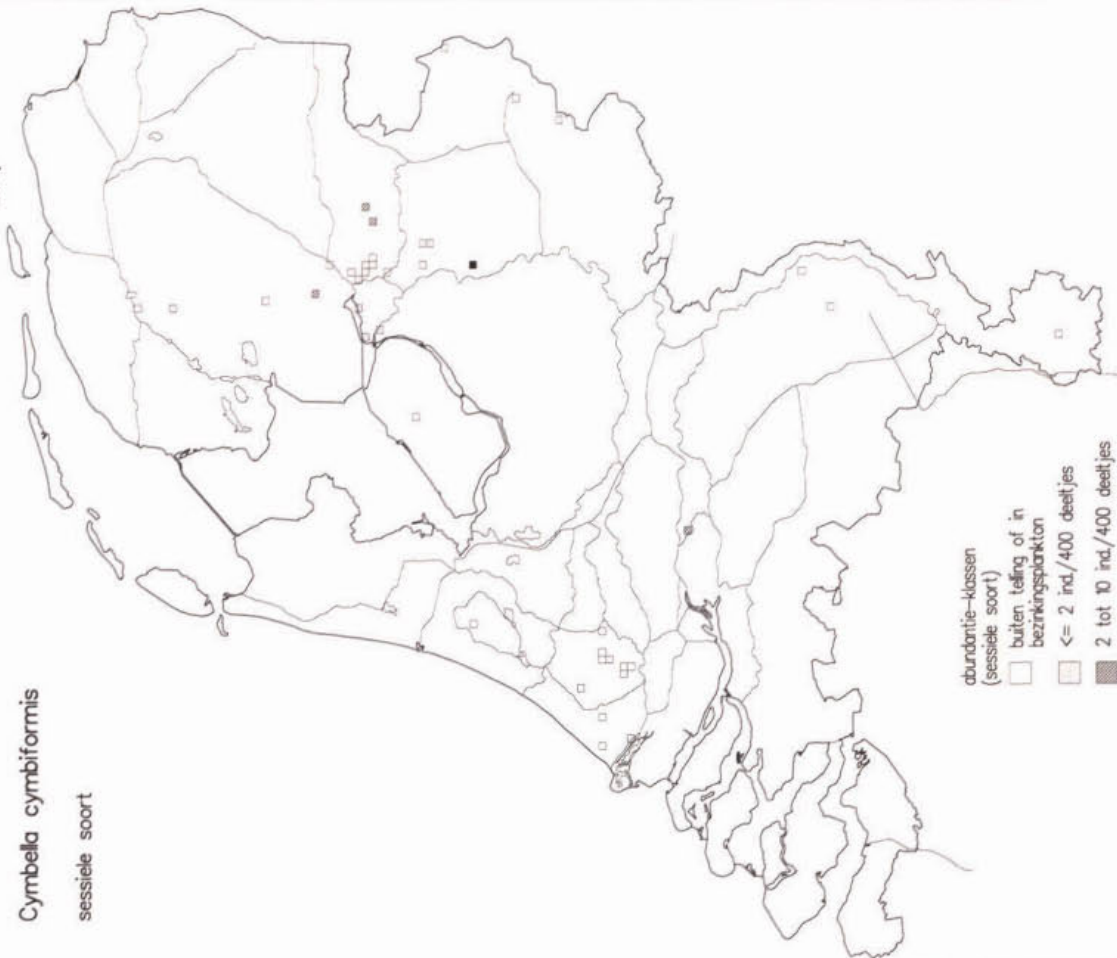 Cymbella cymbiformis
sessiele soort
abundantie-klassen
(sessiele soort)
buiten telling of in
bezinkingsplankton
<= 2 ind./400 deeltjes
2 tot 10 ind/400 deeltjes